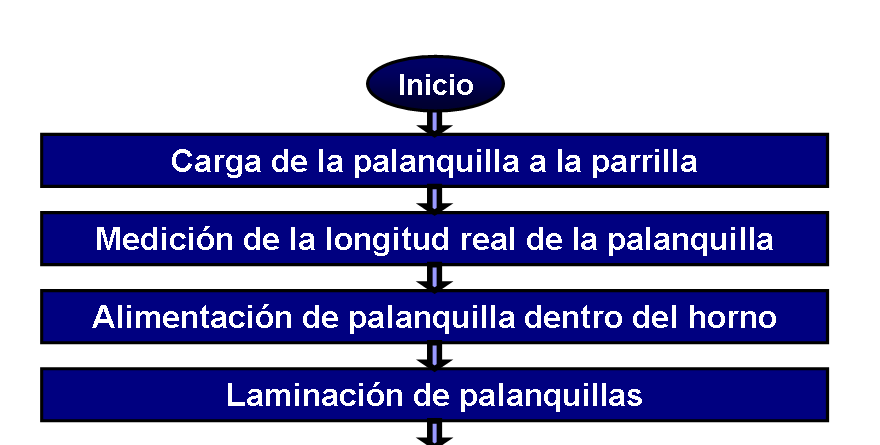 Inicio
Carga de la palanquilla a la parrilla
Medición de la longitud real de la palanquilla
Alimentación de palanquilla dentro del horno
Laminación de palanquillas